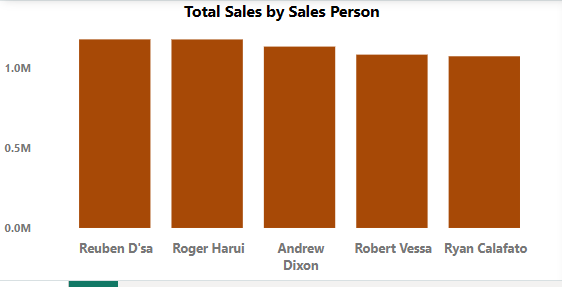 Total Sales by Sales Person
1.0M
0.5M
0.0M
Reuben D'sa
Roger Harui
Andrew
Dixon
Robert Vessa
Ryan Calafato